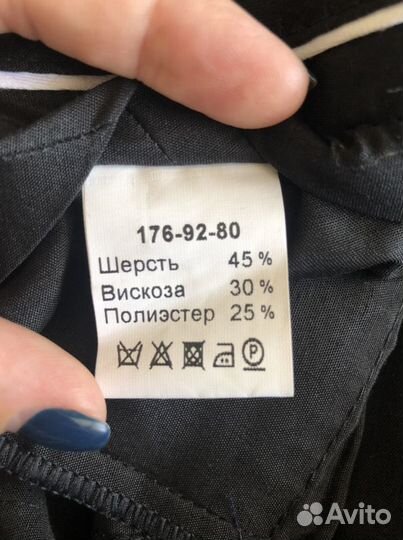 176-92-80
Шерсть 45 %
Вискоза 30 %
Полиэстер 25 %
P
Avito